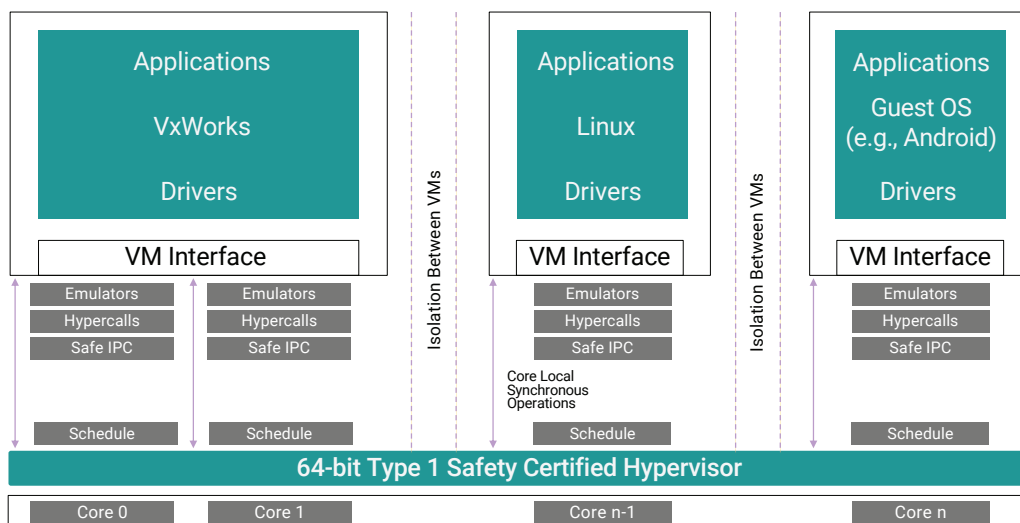 Applications
VxWorks
Drivers
VM Interface
Isolation Between VMs
Applications
Linux
Drivers
VM Interface
Isolation Between VMs
Applications
Guest OS
(e.g., Android)
Drivers
VM Interface
Emulators
Hypercalls
Safe IPC
Schedule
Emulators
Hypercalls
Safe IPC
Schedule
Emulators
Hypercalls
Safe IPC
Core Local
Synchronous
Operations
Schedule
Emulators
Hypercalls
Safe IPC
Schedule
64-bit Type 1 Safety Certified Hypervisor
Core 0
Core 1
Core n-1
Core n